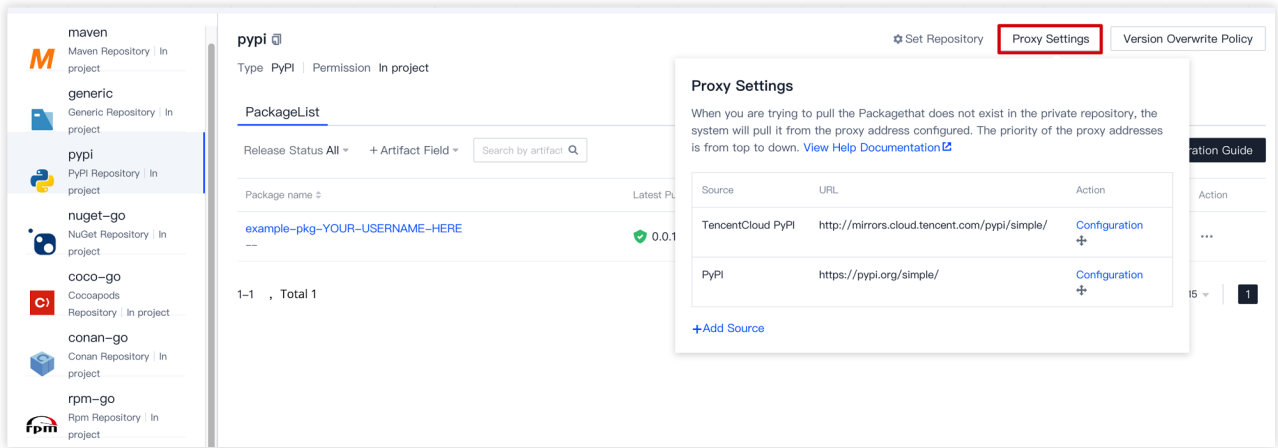 maven
Maven Repository | In
project
generic
Generic Repository | In
project
pypi
PyPI Repository | In
project
nuget-go
NuGet Repository | In
project
coco-go
Cocoapods
Repository | In project
conan-go
Conan Repository | In
project
rpm-go
Rpm Repository | In
project
rpm
pypi
Set Repository
Proxy Settings
Version Overwrite Policy
Type PyPI | Permission In project
PackageList
Release Status All
+ Artifact Field
Search by artifact
ration Guide
Package name
Latest Pu
Action
example-pkg-YOUR-USERNAME-HERE
--
0.0.1
...
1-1 , Total 1
15
1
Proxy Settings
When you are trying to pull the Packagethat does not exist in the private repository, the
system will pull it from the proxy address configured. The priority of the proxy addresses
is from top to down. View Help Documentation
Source URL Action
TencentCloud PyPI http://mirrors.cloud.tencent.com/pypi/simple/ Configuration
PyPI https://pypi.org/simple/ Configuration
+Add Source